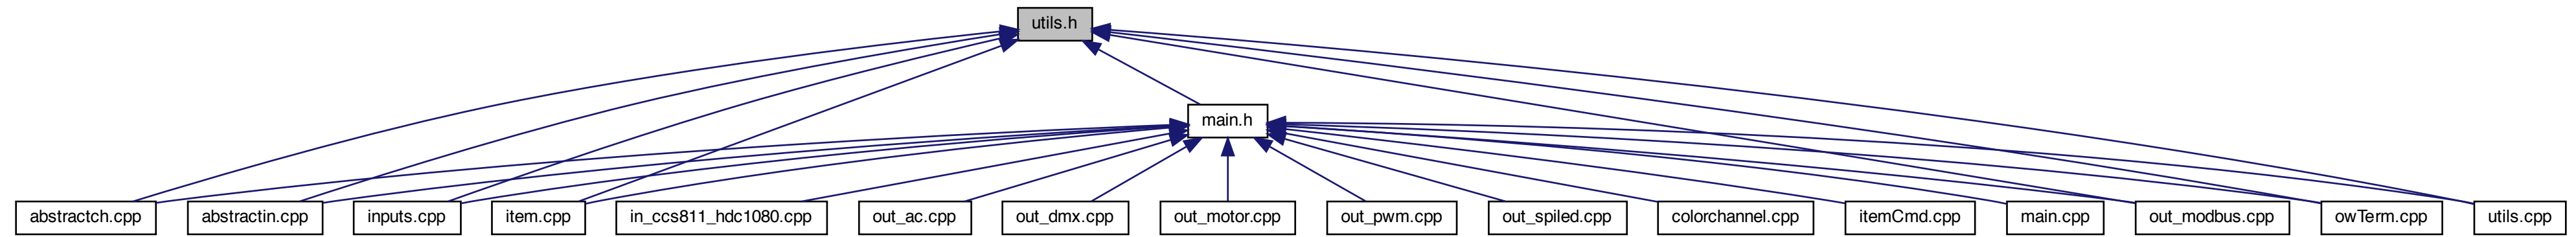 utils.h
main.h
abstractch.cpp
abstractin.cpp
inputs.cpp
item.cpp
in_ccs811_hdc1080.cpp
out_ac.cpp
out_dmx.cpp
out_motor.cpp
out_pwm.cpp
out_spiled.cpp
colorchannel.cpp
itemCmd.cpp
main.cpp
out_modbus.cpp
owTerm.cpp
utils.cpp